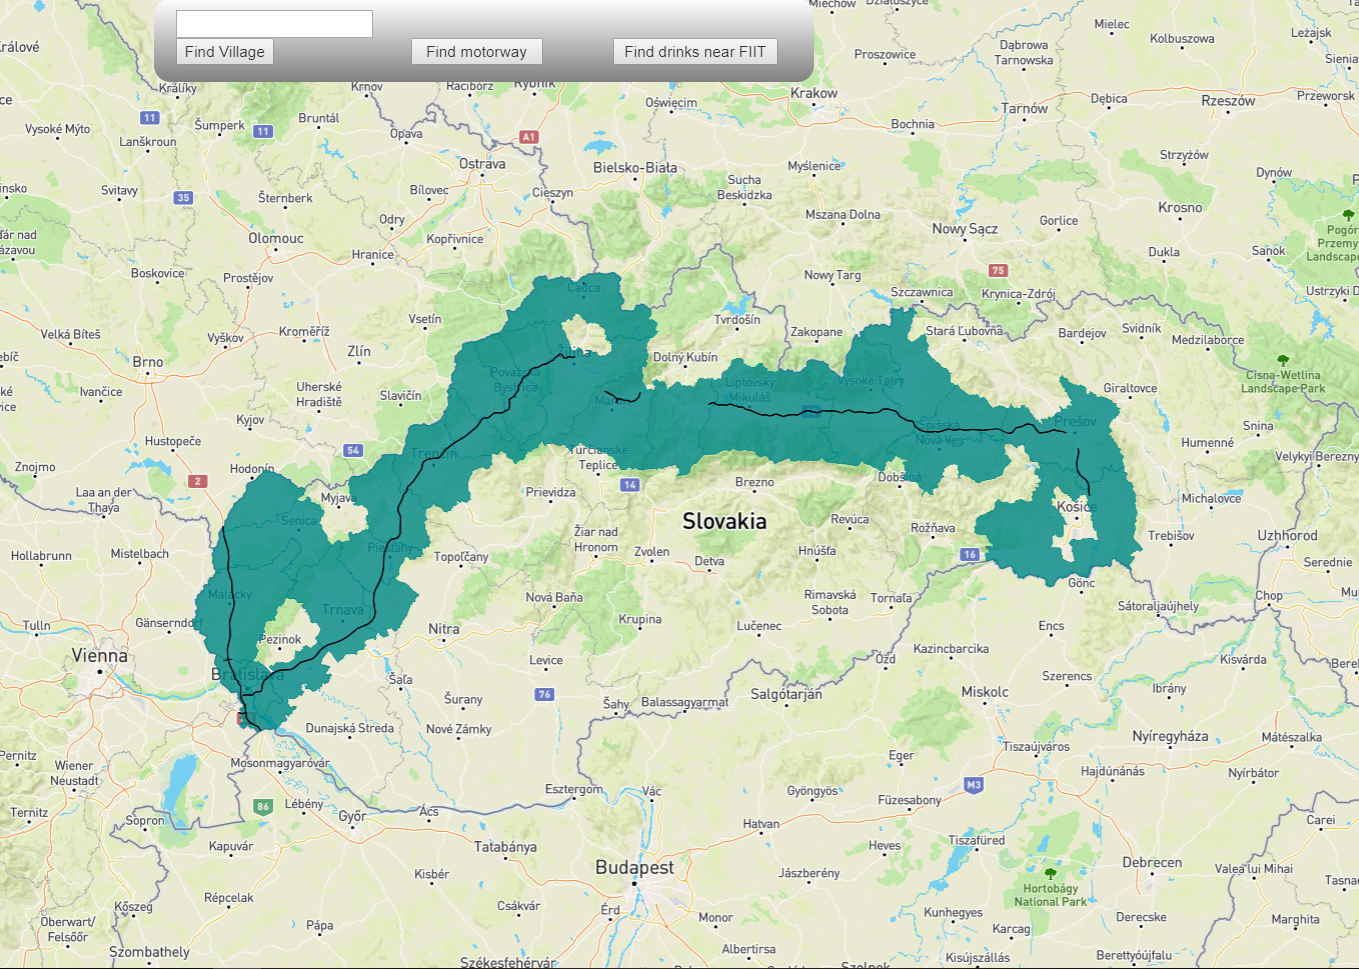 Miechów
Działoszyce
Mielec
Leżajsk
Králové
Find Village
Find motorway
Find drinks near FIIT
Proszowice
Dąbrowa
Tarnowska
Kolbuszowa
Sieniawa
Králíky
Krnov
Racibórz
Rybnik
Oświęcim
Krakow
Tarnów
Dębica
Rzeszów
Przeworsk
Vysoké Mýto
11
Šumperk
11
Bruntál
Opava
A1
Bochnia
Lanškroun
Ostrava
Bielsko-Biała
Myślenice
Strzyżów
Dynów
Svitavy
35
Šternberk
Bílovec
Cieszyn
Sucha
Beskidzka
Mszana Dolna
Gorlice
Krosno
Odry
Nowy Sącz
Olomouc
Kopřivnice
Hranice
Dukla
Sanok
Boskovice
Prostějov
Nowy Targ
75
Szczawnica
Krynica-Zdrój
Čadca
Vsetín
Tvrdošín
Zakopane
Stará Ľubovňa
Bardejov
Svidník
Medzilaborce
Velká Bíteš
Vyškov
Kroměříž
Zlín
Žilina
Dolný Kubín
Brno
Považská
Bystrica
Liptovský
Mikuláš
Vysoké Tatry
Cisna-Wetlina
Landscape Park
Ivančice
Uherské
Hradiště
Slavičín
Martin
Giraltovce
Kyjov
Spišská
Nová Ves
Prešov
Snina
Hustopeče
54
Trenčín
Turčianske
Teplice
Humenné
Velykyi Bereznyi
Znojmo
Hodonín
2
14
Dobšiná
Brezno
Laa an der
Thaya
Myjava
Prievidza
Košice
Michalovce
Senica
Slovakia
Revúca
Rožňava
Trebišov
Uzhhorod
Hollabrunn
Mistelbach
Piešťany
Topoľčany
Žiar nad
Hronom
Zvolen
Detva
Hnúšťa
16
Serednie
Malacky
Gönc
Nová Baňa
Rimavská
Sobota
Tornaľa
Sátoraljaújhely
Chop
Tulln
Gänserndorf
Trnava
Krupina
Nitra
Lučenec
Encs
Pezinok
Vienna
Bratislava
Levice
Ózd
Kazincbarcika
Kisvárda
Šaľa
Szerencs
76
Salgótarján
Miskolc
Ibrány
Šurany
Šahy
Balassagyarmat
Dunajská Streda
Nové Zámky
Nyíregyháza
Mátészalka
Wiener
Neustadt
Mosonmagyaróvár
Eger
Tiszaújváros
Hajdúnánás
Nyírbátor
Esztergom
Vác
Gyöngyös
Füzesabony
M3
Ternitz
Sopron
86
Lébény
Győr
Ács
Hatvan
Carei
Kapuvár
Tatabánya
Heves
Tiszafüred
Budapest
Debrecen
Valea lui Mihai
Kisbér
Jászberény
Hortobágy
National Park
Kőszeg
Répcelak
Csákvár
Érd
Monor
Kunhegyes
Derecske
Marghita
Oberwart/
Felsőőr
Pápa
Karcag
Szombathely
Székesfehérvár
Albertirsa
Szolnok
Kisújszállás
Berettyóújfalu